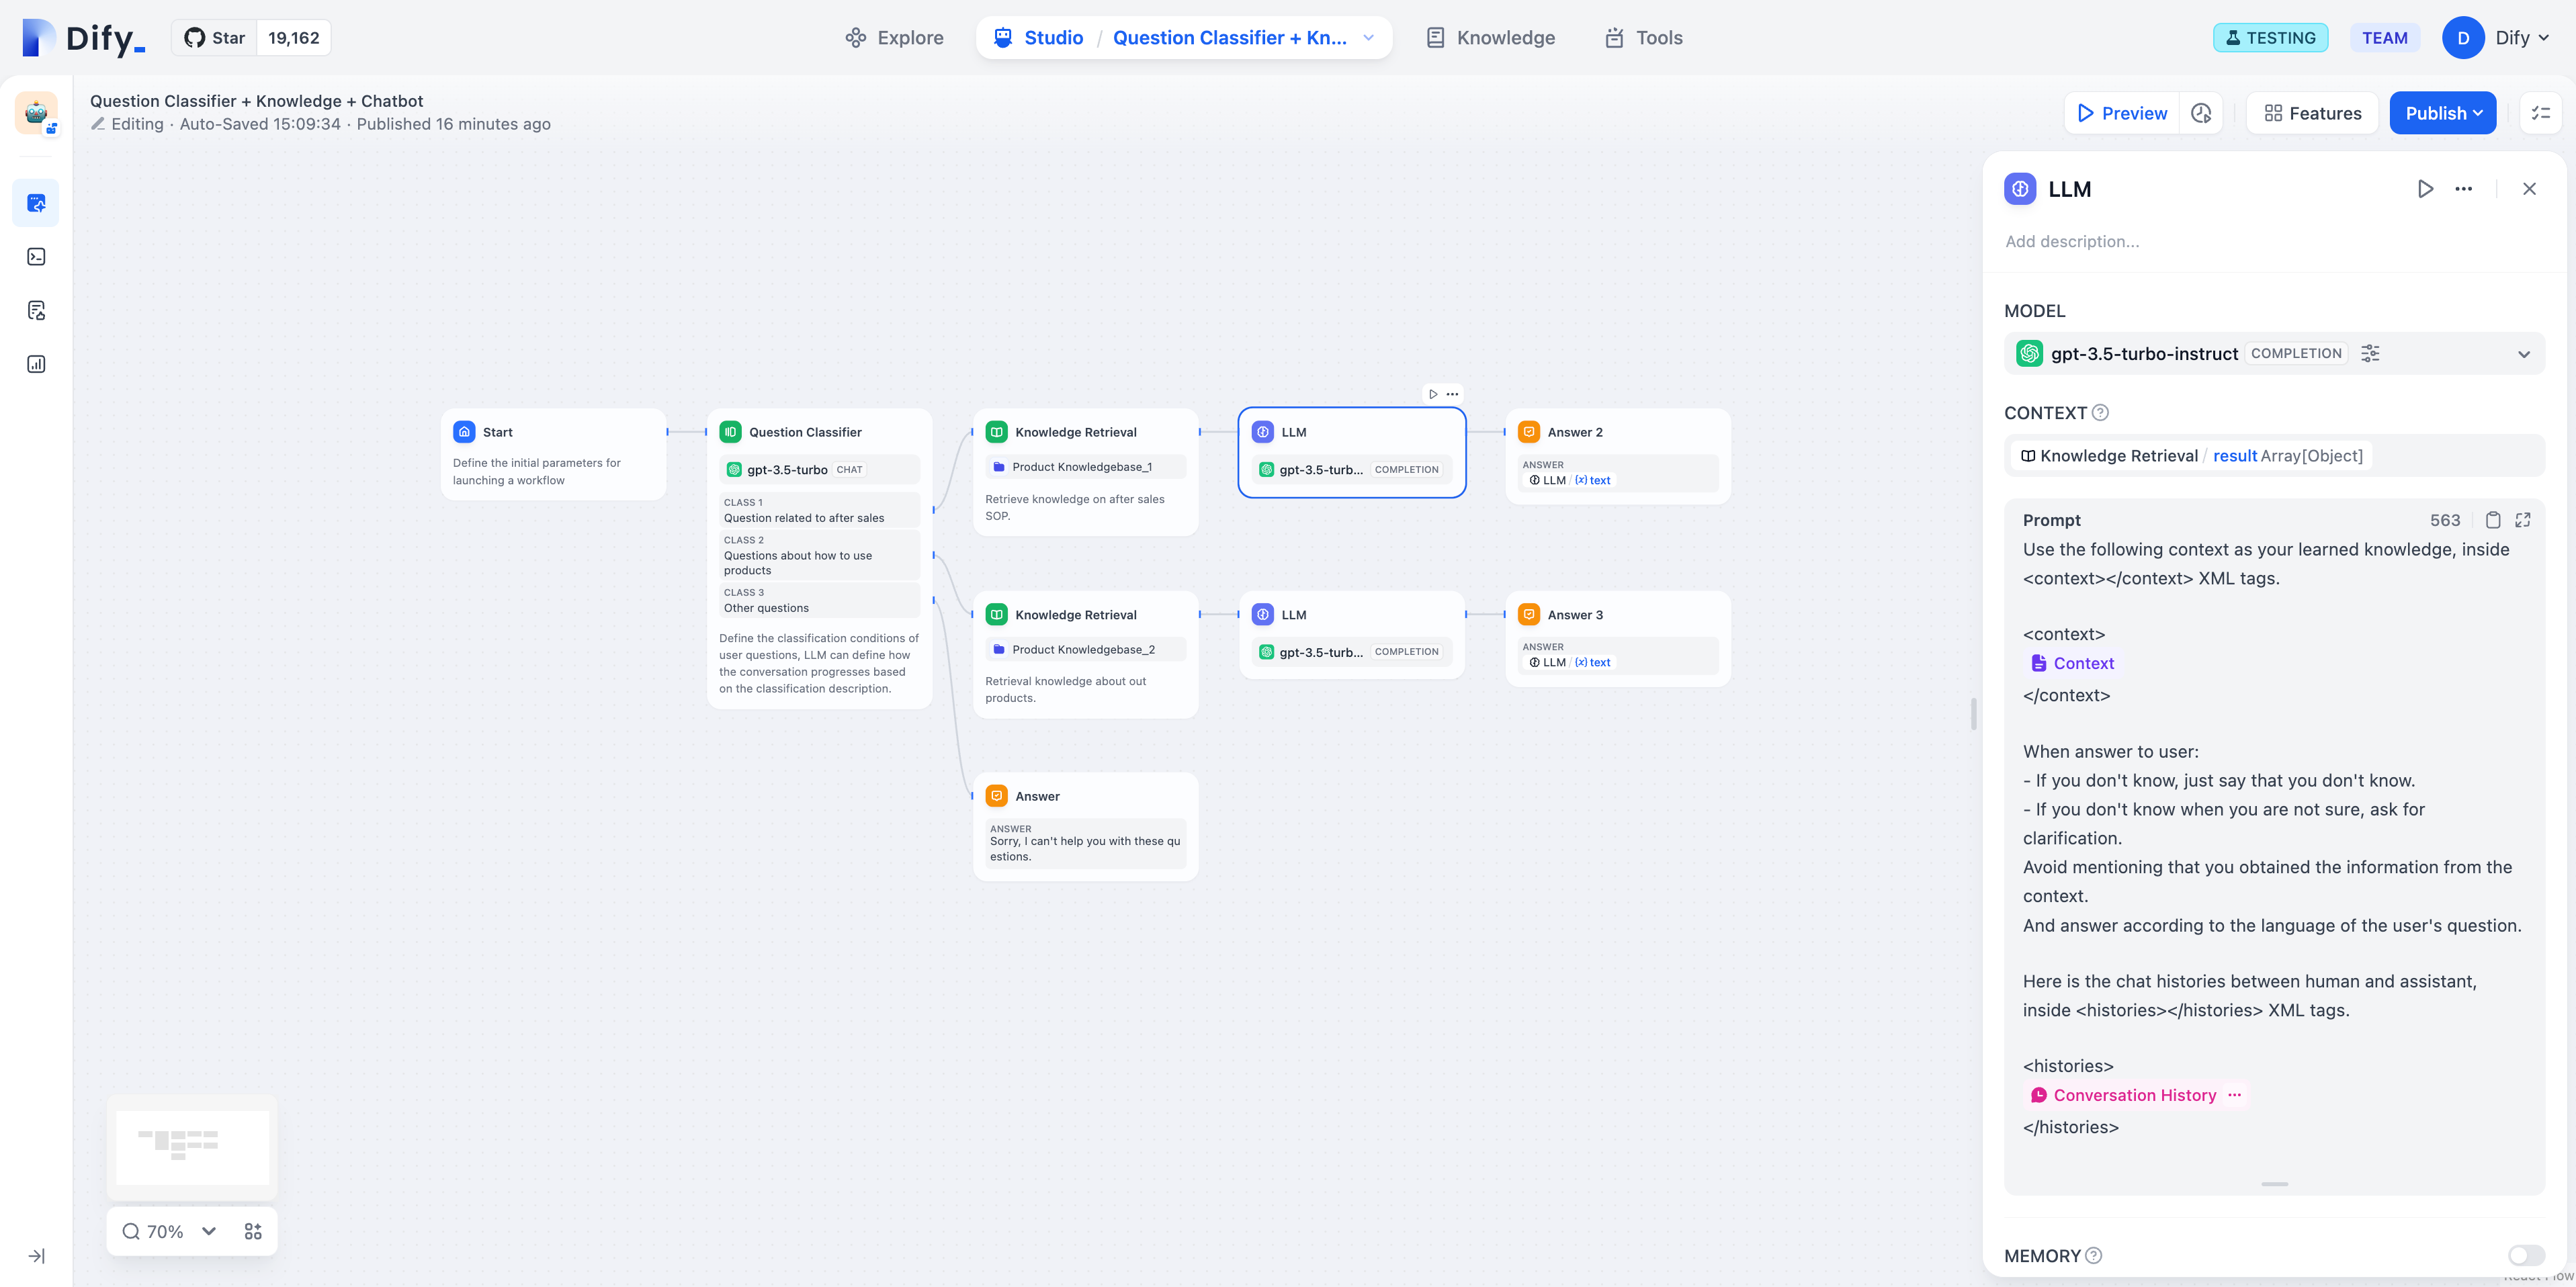 Dify_
Star 19,162
Explore
Studio / Question Classifier + Kn...
Knowledge
Tools
TESTING
TEAM
D
Dify
Question Classifier + Knowledge + Chatbot
Editing · Auto-Saved 15:09:34 · Published 16 minutes ago
Preview
Features
Publish
Start
Define the initial parameters for
launching a workflow
Question Classifier
gpt-3.5-turbo CHAT
CLASS 1
Question related to after sales
CLASS 2
Questions about how to use
products
CLASS 3
Other questions
Define the classification conditions of
user questions, LLM can define how
the conversation progresses based
on the classification description.
Knowledge Retrieval
Product Knowledgebase_1
Retrieve knowledge on after sales
SOP.
LLM
gpt-3.5-turb... COMPLETION
Answer 2
ANSWER
LLM / (x) text
Knowledge Retrieval
Product Knowledgebase_2
Retrieval knowledge about out
products.
LLM
gpt-3.5-turb... COMPLETION
Answer 3
ANSWER
LLM / (x) text
Answer
ANSWER
Sorry, I can't help you with these qu
estions.
70%
LLM
Add description...
MODEL
gpt-3.5-turbo-instruct COMPLETION
CONTEXT
Knowledge Retrieval / result Array[Object]
Prompt 563
Use the following context as your learned knowledge, inside
<context></context> XML tags.
<context>
Context
</context>
When answer to user:
- If you don't know, just say that you don't know.
- If you don't know when you are not sure, ask for
clarification.
Avoid mentioning that you obtained the information from the
context.
And answer according to the language of the user's question.
Here is the chat histories between human and assistant,
inside <histories></histories> XML tags.
<histories>
Conversation History
</histories>
MEMORY